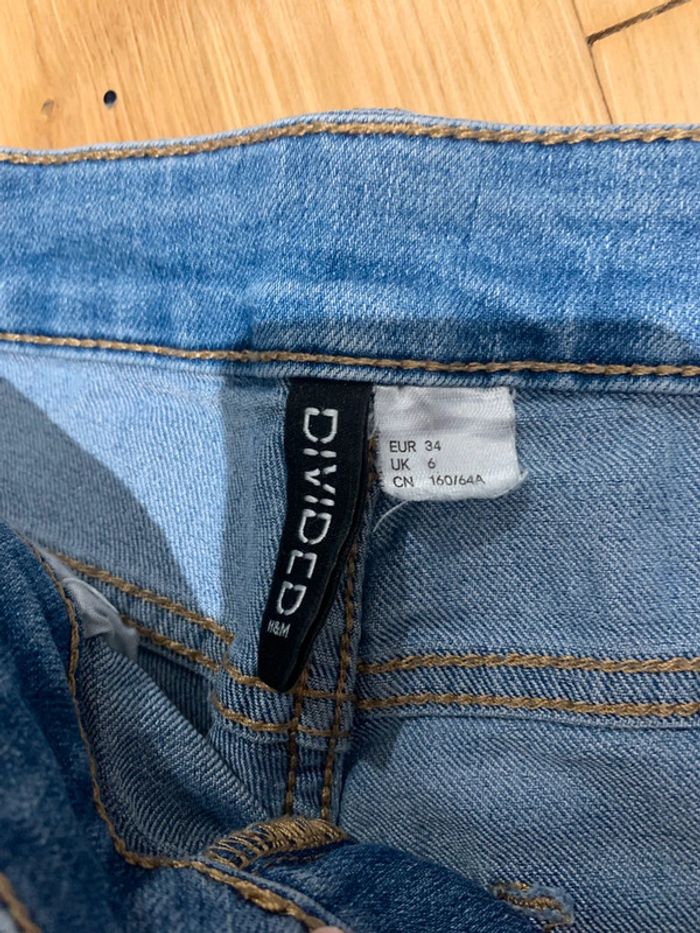 DIVIDED
H&M
EUR 34
UK 6
CN 160/64A